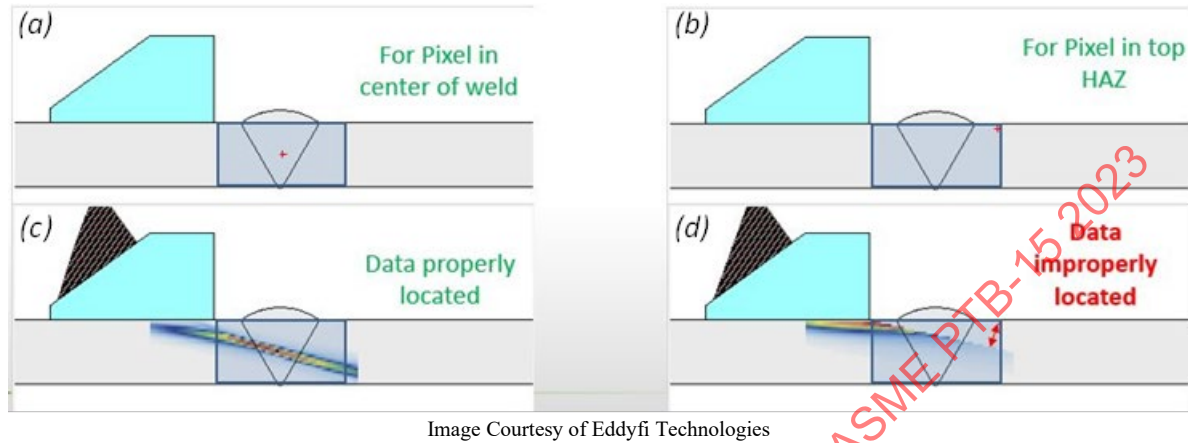 (a)
For Pixel in
center of weld
(b)
For Pixel in top
HAZ
(c)
Data properly
located
(d)
Data
improperly
located
ASME PTB-15 2023
Image Courtesy of Eddyfi Technologies